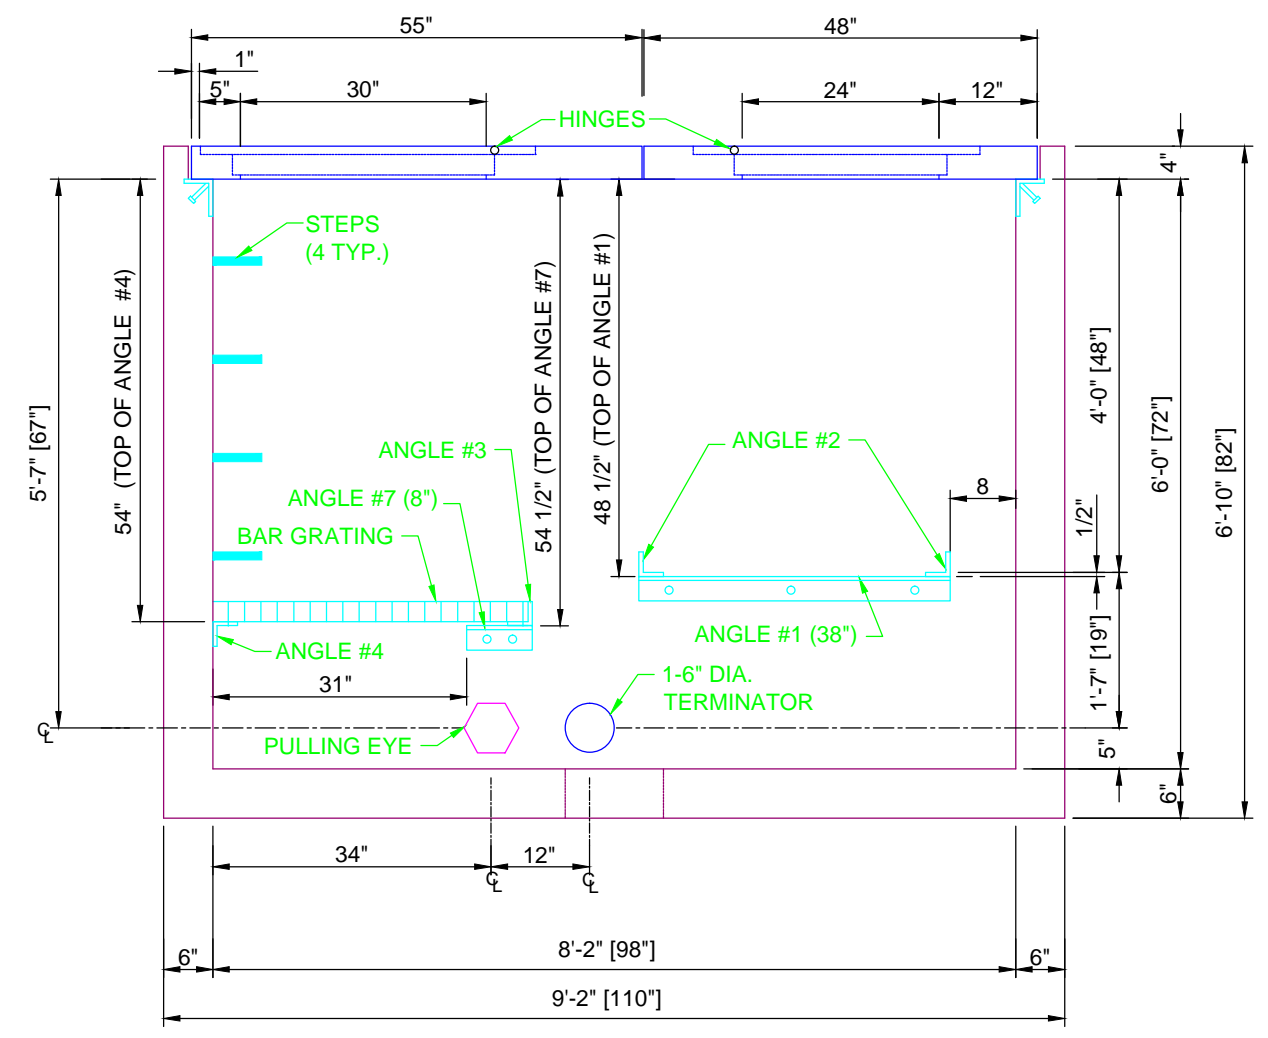 55"
48"
1"
5"
30"
24"
12"
HINGES
4"
STEPS
(4 TYP.)
54" (TOP OF ANGLE #4)
54 1/2" (TOP OF ANGLE #7)
48 1/2" (TOP OF ANGLE #1)
4'-0" [48"]
6'-0" [72"]
6'-10" [82"]
5'-7" [67"]
ANGLE #3
ANGLE #2
ANGLE #7 (8")
8
1/2"
BAR GRATING
ANGLE #4
ANGLE #1 (38")
1'-7" [19"]
31"
1-6" DIA.
TERMINATOR
℄
PULLING EYE
5"
6"
34"
12"
℄
℄
6"
8'-2" [98"]
6"
9'-2" [110"]